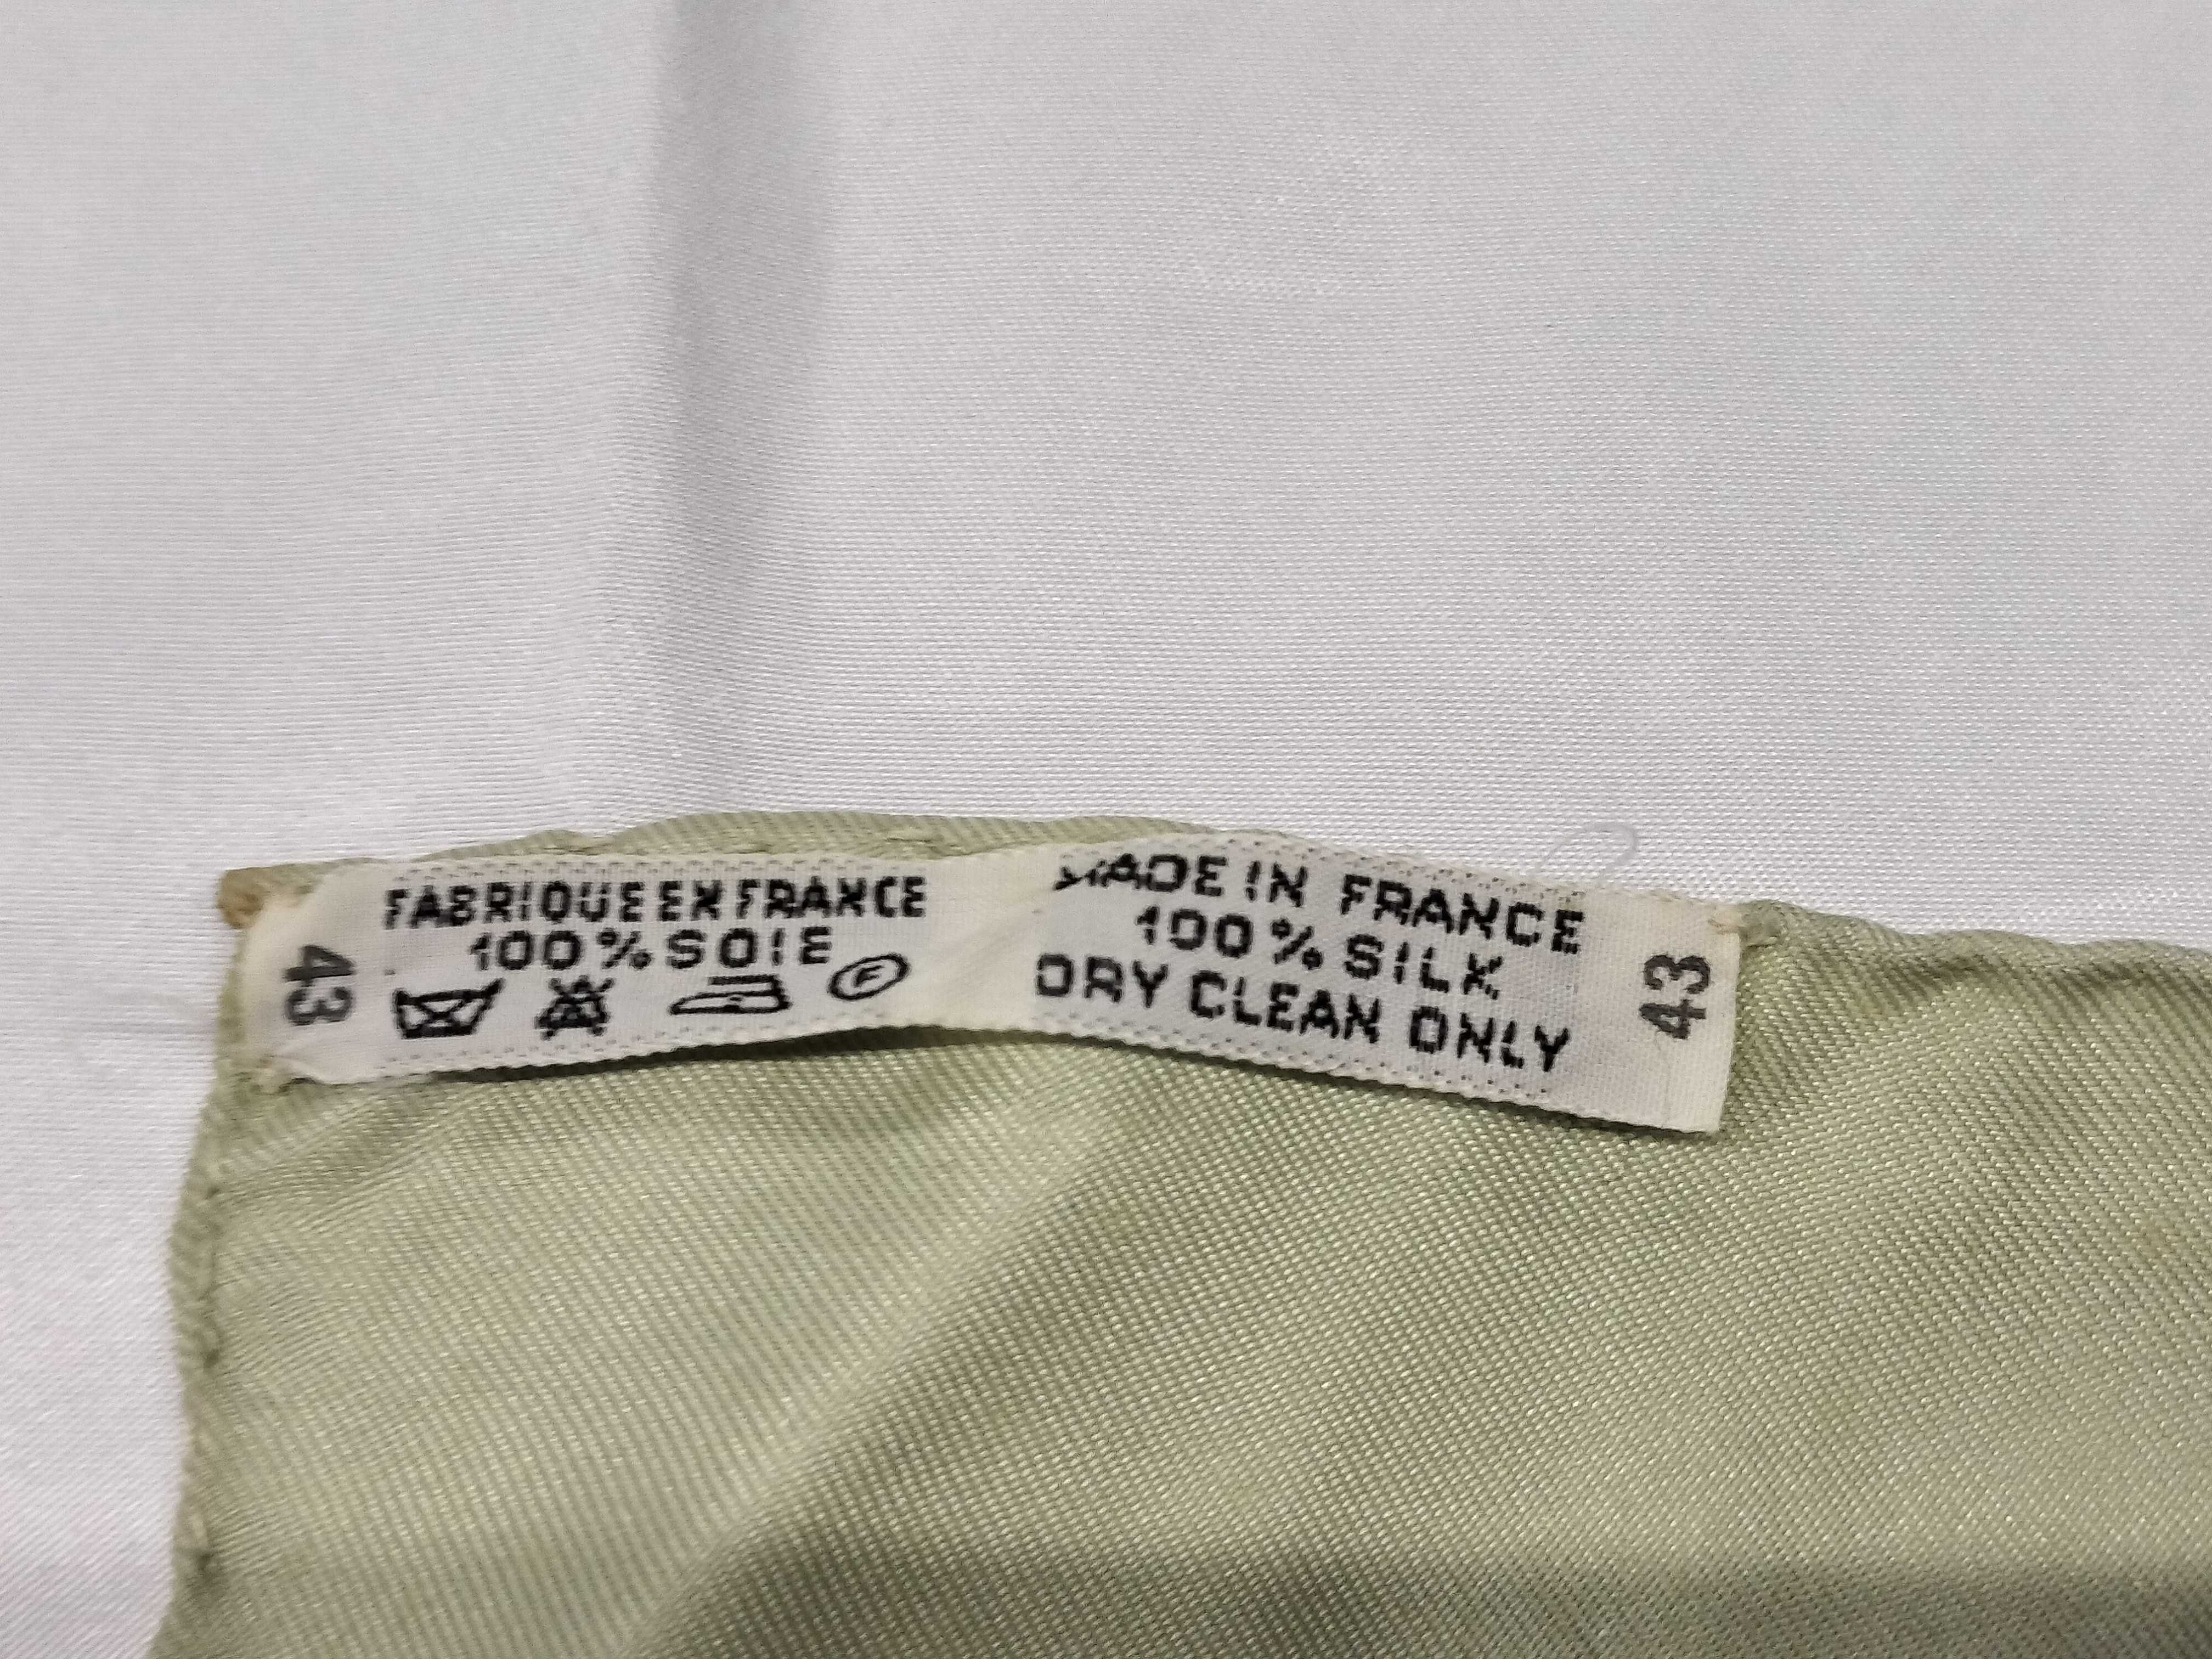 43
FABRIQUE EN FRANCE
100% SOIE
F
MADE IN FRANCE
100% SILK
DRY CLEAN ONLY
43